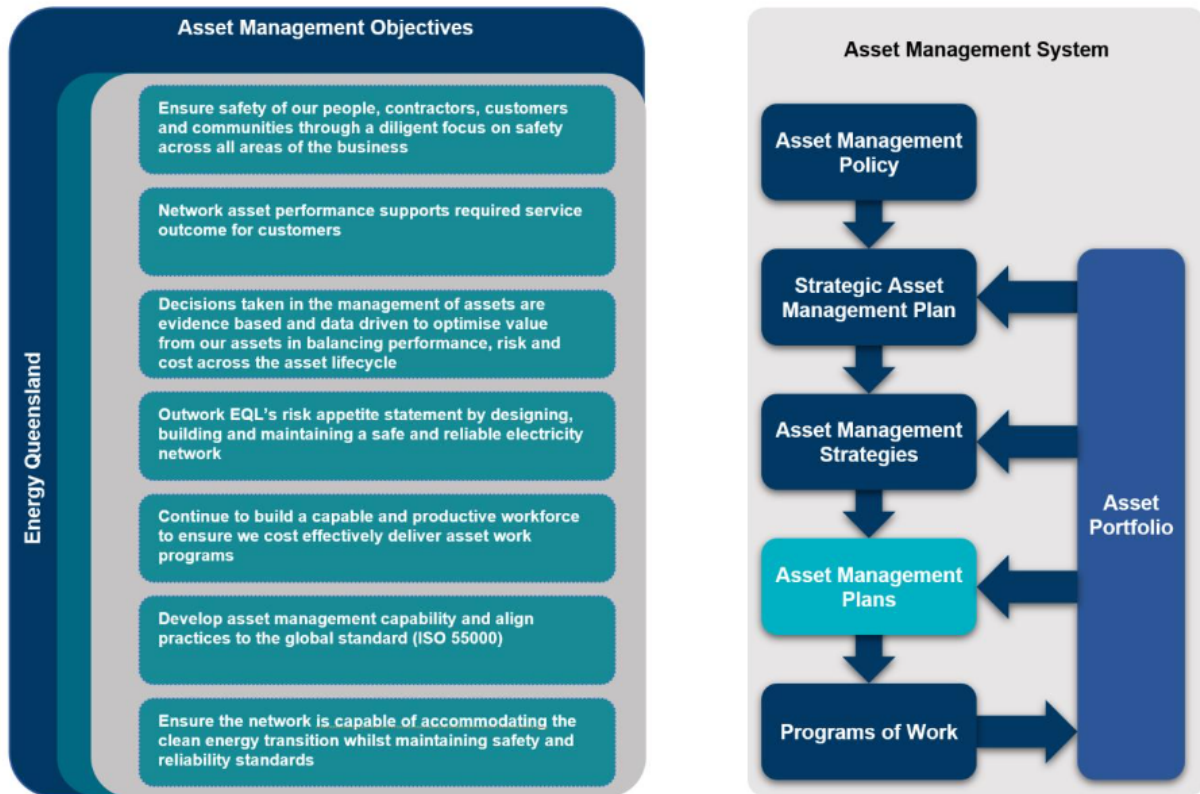 Asset Management Objectives
Energy Queensland
Ensure safety of our people, contractors, customers
and communities through a diligent focus on safety
across all areas of the business
Network asset performance supports required service
outcome for customers
Decisions taken in the management of assets are
evidence based and data driven to optimise value
from our assets in balancing performance, risk and
cost across the asset lifecycle
Outwork EQL's risk appetite statement by designing,
building and maintaining a safe and reliable electricity
network
Continue to build a capable and productive workforce
to ensure we cost effectively deliver asset work
programs
Develop asset management capability and align
practices to the global standard (ISO 55000)
Ensure the network is capable of accommodating the
clean energy transition whilst maintaining safety and
reliability standards
Asset Management System
Asset Management
Policy
Strategic Asset
Management Plan
Asset Management
Strategies
Asset Management
Plans
Programs of Work
Asset
Portfolio